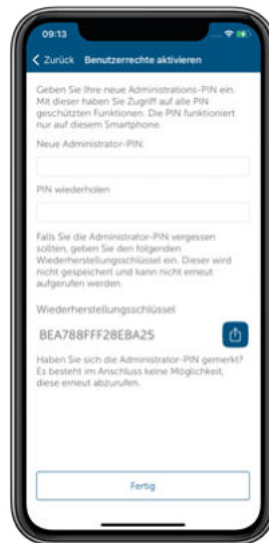 09:13
Zurück Benutzerrechte aktivieren
Geben Sie Ihre neue Administrations-PIN ein.
Mit dieser haben Sie Zugriff auf alle PIN
geschützten Funktionen. Die PIN funktioniert
nur auf diesem Smartphone.
Neue Administrator-PIN:
PIN wiederholen
Falls Sie die Administrator-PIN vergessen
sollten, geben Sie den folgenden
Wiederherstellungsschlüssel ein. Dieser wird
nicht gespeichert und kann nicht erneut
aufgerufen werden.
Wiederherstellungsschlüssel
BEA788FFF28EBA25
Haben Sie sich die Administrator-PIN gemerkt?
Es besteht im Anschluss keine Möglichkeit,
diese erneut abzurufen.
Fertig